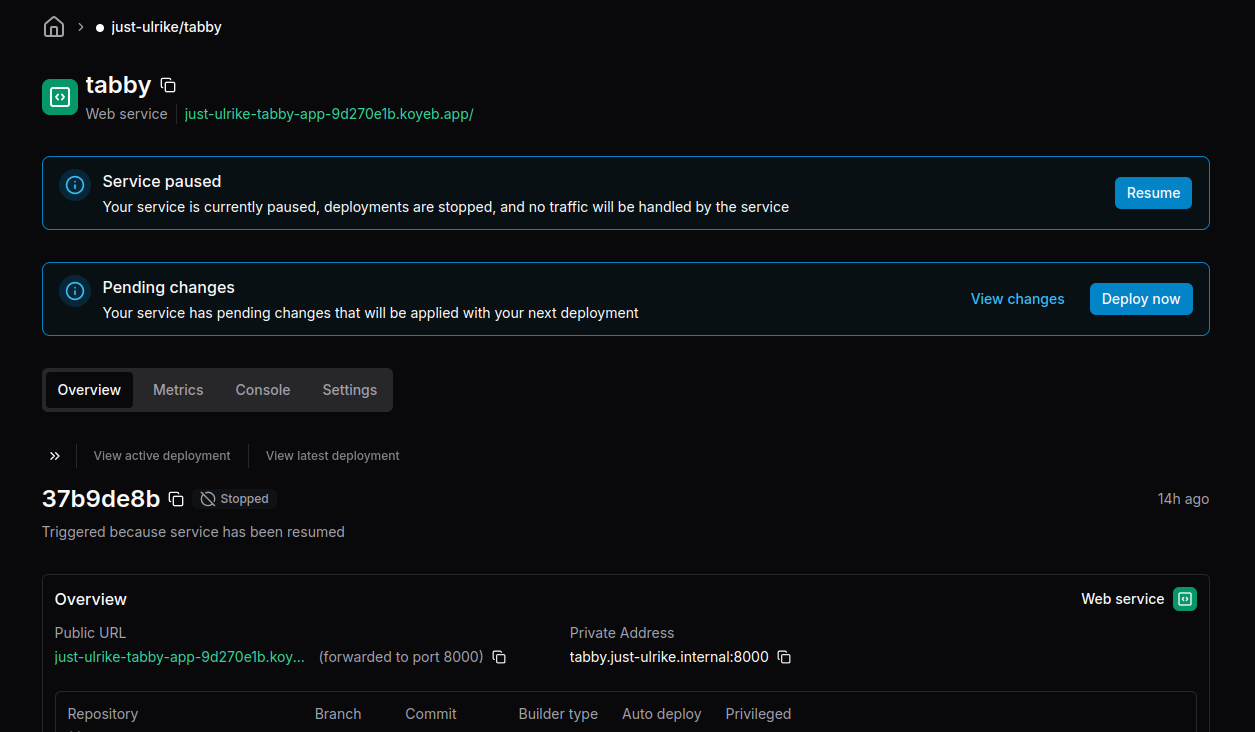 just-ulrike/tabby
tabby
Web service just-ulrike-tabby-app-9d270e1b.koyeb.app/
Service paused
Your service is currently paused, deployments are stopped, and no traffic will be handled by the service
Resume
Pending changes
Your service has pending changes that will be applied with your next deployment
View changes Deploy now
Overview Metrics Console Settings
View active deployment View latest deployment
37b9de8b Stopped 14h ago
Triggered because service has been resumed
Overview Web service
Public URL Private Address
just-ulrike-tabby-app-9d270e1b.koy... (forwarded to port 8000) tabby.just-ulrike.internal:8000
Repository Branch Commit Builder type Auto deploy Privileged